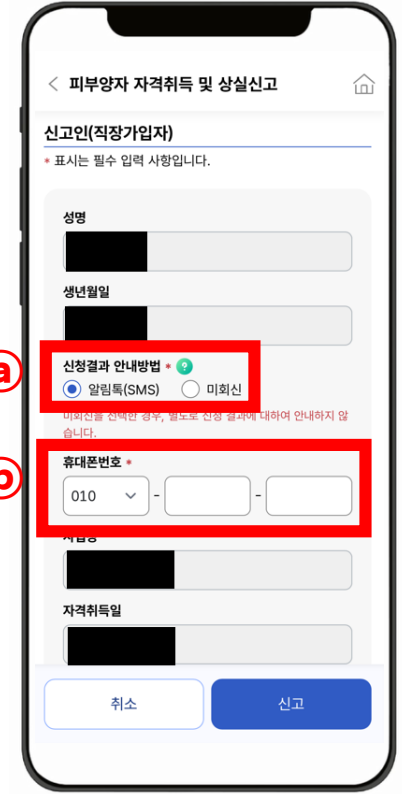 피부양자 자격취득 및 상실신고
신고인(직장가입자)
* 표시는 필수 입력 사항입니다.
성명
생년월일
ⓐ
신청결과 안내방법 * ?
알림톡(SMS) 미회신
미회신을 선택한 경우, 별도로 신청 결과에 대하여 안내하지 않
습니다.
ⓑ
휴대폰번호 *
010 - -
자격취득일
취소 신고